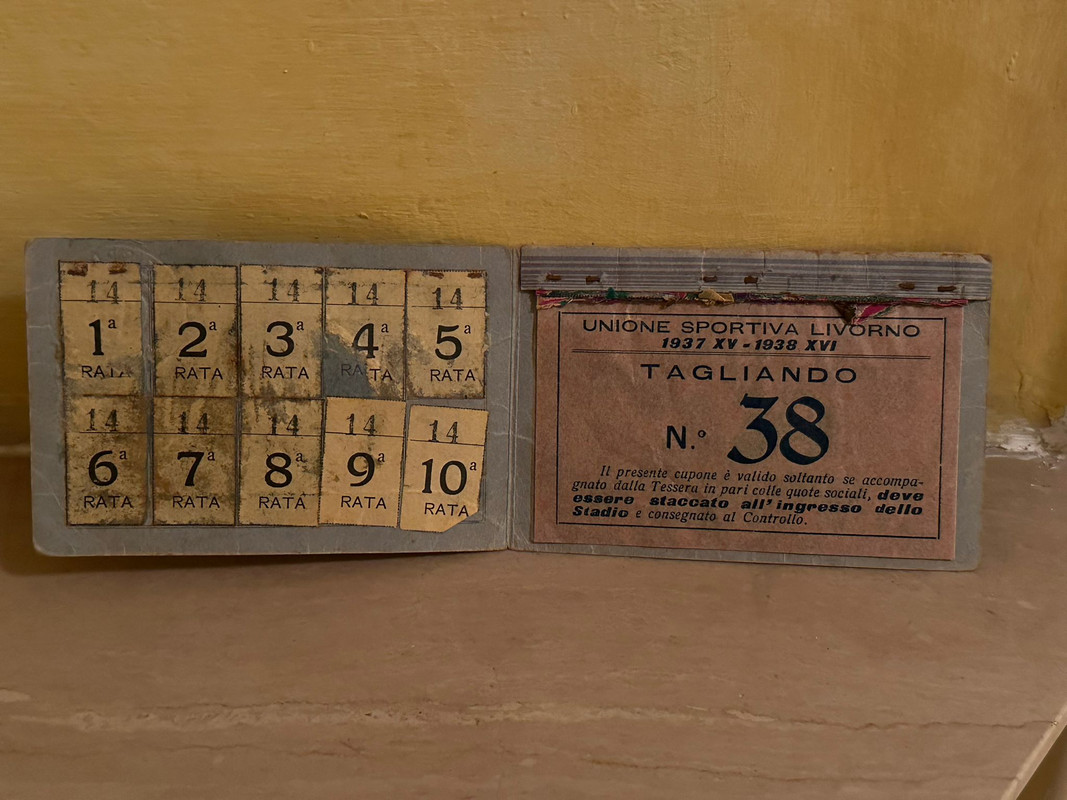 14 14 14 14 14
1ª 2ª 3ª 4ª 5ª
RATA RATA RATA RATA
14 14 14 14 14
6ª 7ª 8ª 9ª 10ª
RATA RATA RATA RATA RATA
UNIONE SPORTIVA LIVORNO
1937 XV - 1938 XVI
TAGLIANDO
N.º 38
Il presente cupone è valido soltanto se accompa-
gnato dalla Tessera in pari colle quote sociali, deve
essere staccato all' ingresso dello
Stadio e consegnato al Controllo.